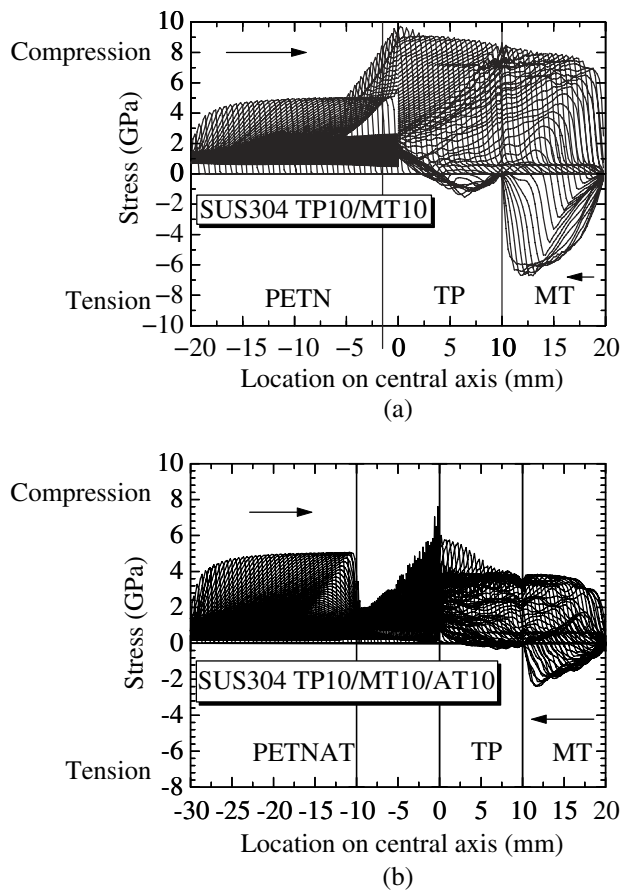 10
Compression
8
6
4
2
0
−2
−4
−6
−8
−10
Stress (GPa)
SUS304 TP10/MT10
Tension
PETN
TP
MT
−20 −15 −10 −5 0 5 10 15 20
Location on central axis (mm)
(a)
10
Compression
8
6
4
2
0
-2
-4
-6
-8
Stress (GPa)
SUS304 TP10/MT10/AT10
Tension
PETNAT
TP
MT
-30 -25 -20 -15 -10 -5 0 5 10 15 20
Location on central axis (mm)
(b)